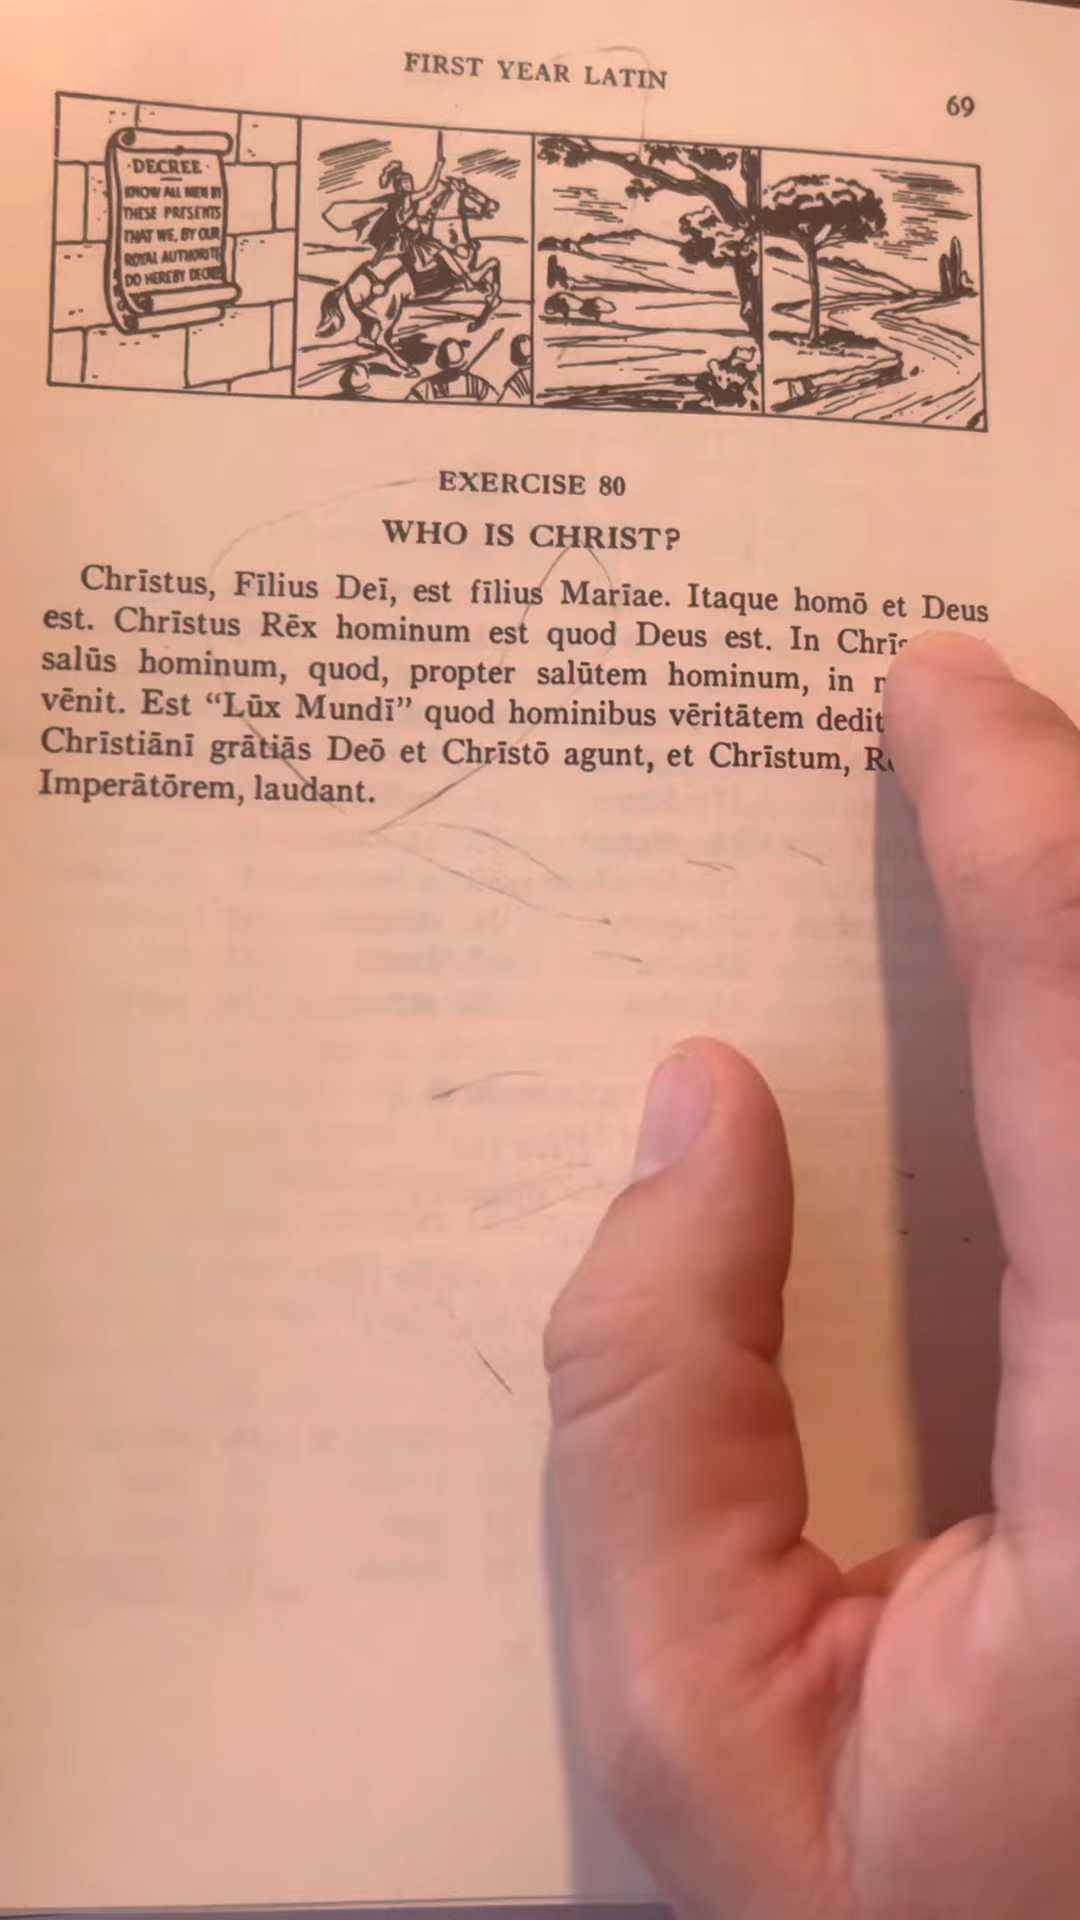 FIRST YEAR LATIN
69
·DECREE·
KNOW ALL MEN BY
THESE PRESENTS
THAT WE, BY OUR
ROYAL AUTHORITY
DO HEREBY DECREE
EXERCISE 80
WHO IS CHRIST?
Chrīstus, Fīlius Deī, est fīlius Marīae. Itaque homō et Deus
est. Chrīstus Rēx hominum est quod Deus est. In
salūs hominum, quod, propter salūtem hominum, in
vēnit. Est “Lūx Mundī” quod hominibus vēritātem dedit
Chrīstiānī grātiās Deō et Chrīstō agunt, et Chrīstum,
Imperātōrem, laudant.